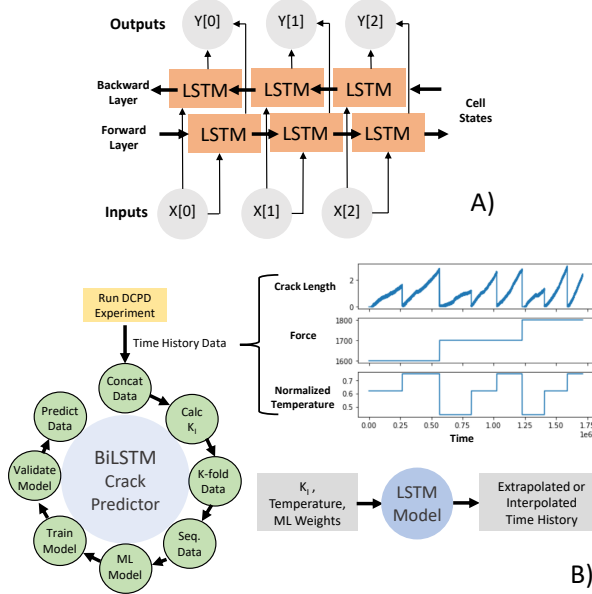 Outputs
Y[0]
Y[1]
Y[2]
Backward
Layer
LSTM
LSTM
LSTM
Cell
States
Forward
Layer
LSTM
LSTM
LSTM
Inputs
X[0]
X[1]
X[2]
A)
Run DCPD
Experiment
Time History Data
Concat
Data
Calc
K_I
K-fold
Data
Seq.
Data
ML
Model
Train
Model
Validate
Model
Predict
Data
BiLSTM
Crack
Predictor
Crack Length
2
0
Force
1800
1700
1600
Normalized
Temperature
0.7
0.6
0.5
0.00
0.25
0.50
0.75
1.00
1.25
1.50
1.75
1e6
Time
K_I ,
Temperature,
ML Weights
LSTM
Model
Extrapolated or
Interpolated
Time History
B)